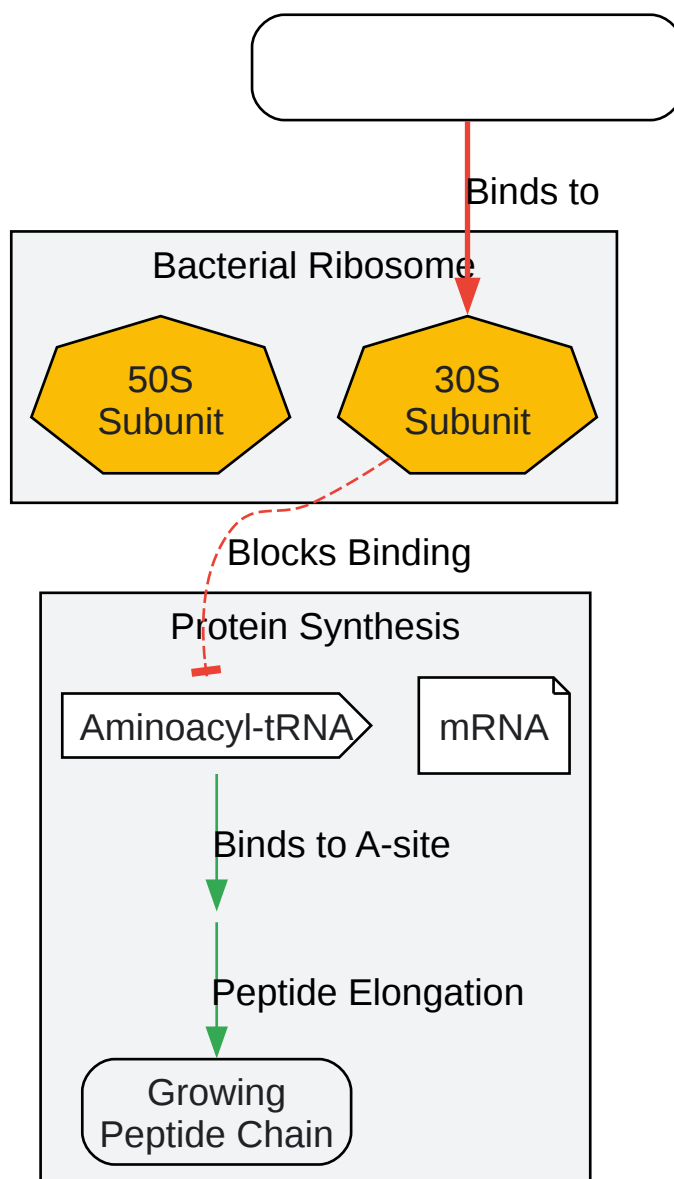 Binds to
Bacterial Ribosome
50S
Subunit
30S
Subunit
Blocks Binding
Protein Synthesis
Aminoacyl-tRNA
mRNA
Binds to A-site
Peptide Elongation
Growing
Peptide Chain